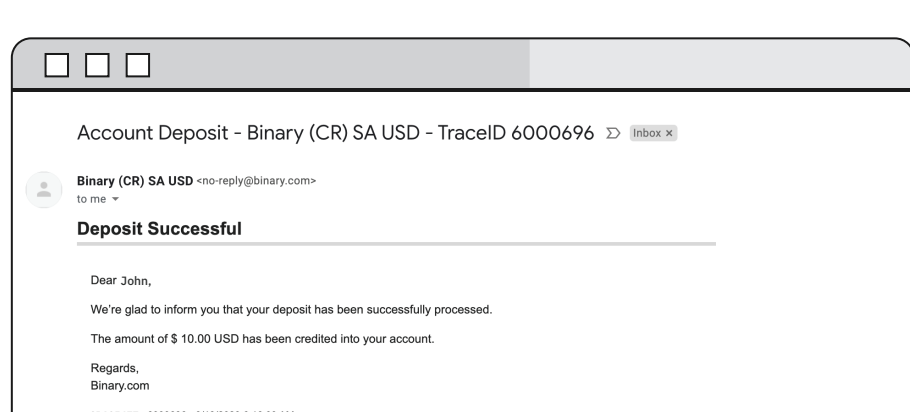 Account Deposit - Binary (CR) SA USD - TraceID 6000696 Inbox ×
Binary (CR) SA USD <no-reply@binary.com>
to me
Deposit Successful
Dear John,
We're glad to inform you that your deposit has been successfully processed.
The amount of $ 10.00 USD has been credited into your account.
Regards,
Binary.com